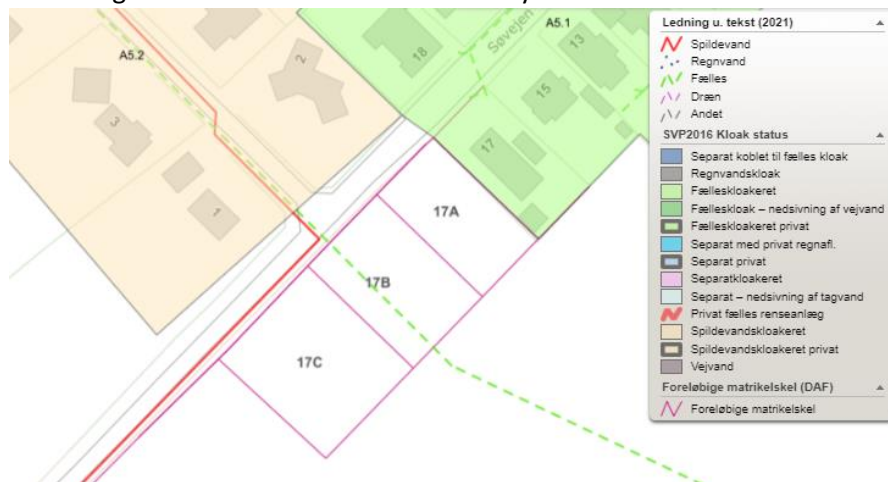 A5.2
2
3
1
18
Søvejen
A5.1
13
15
17
17A
17B
17C
Ledning u. tekst (2021)
Spildevand
Regnvand
Fælles
Dræn
Andet
SVP2016 Kloak status
Separat koblet til fælles kloak
Regnvandskloak
Fælleskloakeret
Fælleskloak – nedsivning af vejvand
Fælleskloakeret privat
Separat med privat regnafl.
Separat privat
Separatkloakeret
Separat – nedsivning af tagvand
Privat fælles renseanlæg
Spildevandskloakeret
Spildevandskloakeret privat
Vejvand
Foreløbige matrikelskel (DAF)
Foreløbige matrikelskel